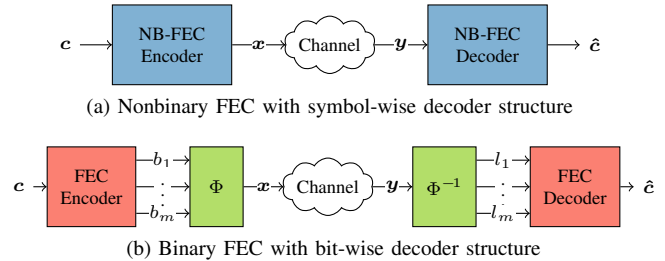 c NB-FEC Encoder x Channel y NB-FEC Decoder ĉ
(a) Nonbinary FEC with symbol-wise decoder structure
c FEC Encoder b₁ ⋮ bₘ Φ x Channel y Φ⁻¹ l₁ ⋮ lₘ FEC Decoder ĉ
(b) Binary FEC with bit-wise decoder structure